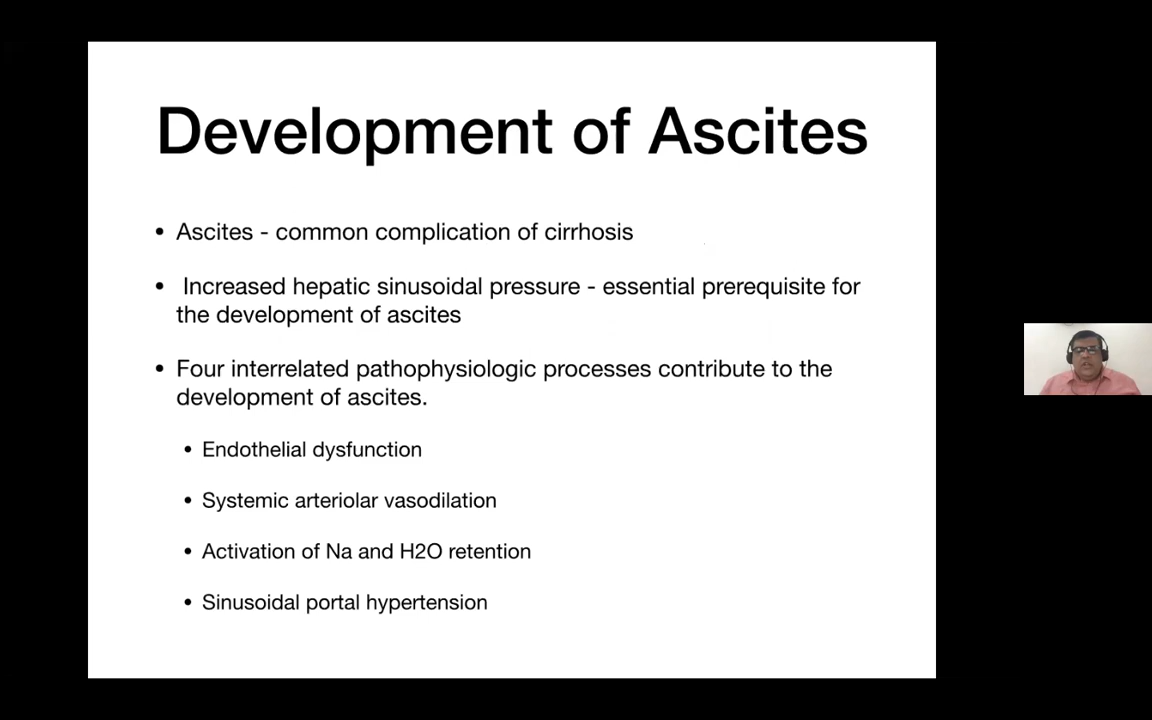 Development of Ascites
• Ascites - common complication of cirrhosis
• Increased hepatic sinusoidal pressure - essential prerequisite for
the development of ascites
• Four interrelated pathophysiologic processes contribute to the
development of ascites.
• Endothelial dysfunction
• Systemic arteriolar vasodilation
• Activation of Na and H2O retention
• Sinusoidal portal hypertension